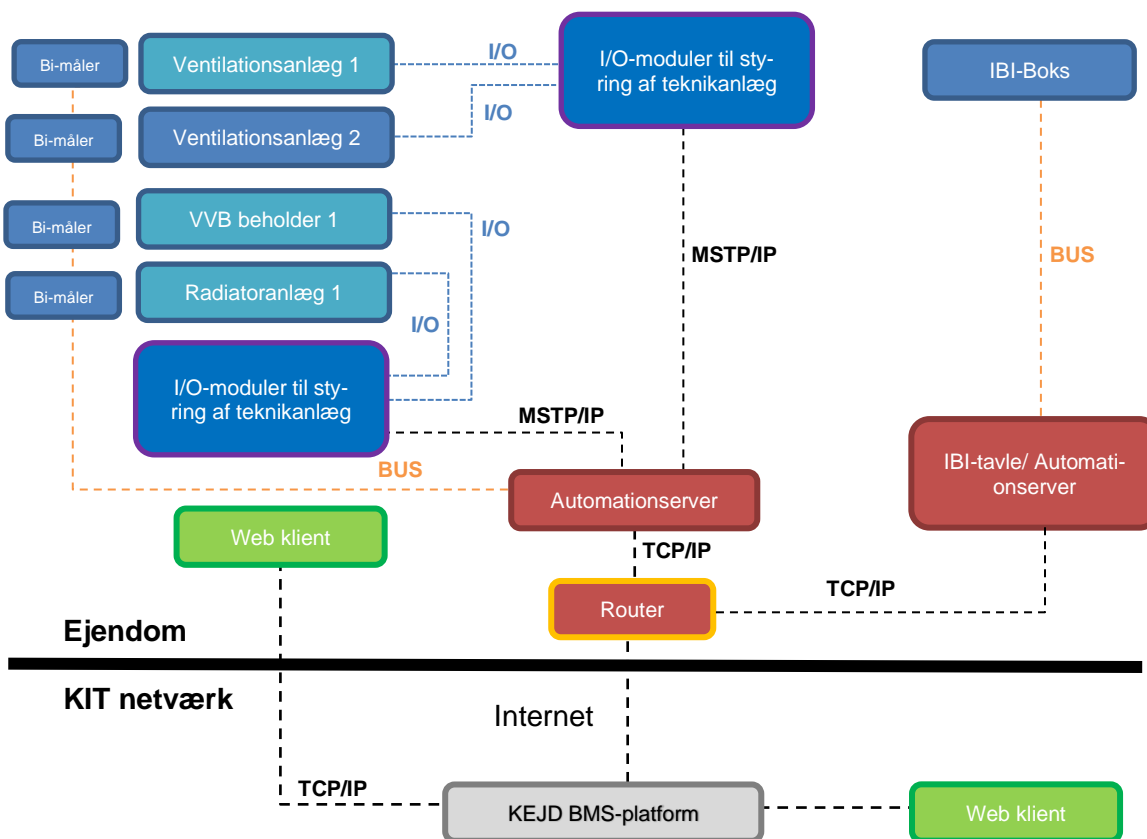 Bi-måler
Ventilationsanlæg 1
I/O
I/O-moduler til sty-
ring af teknikanlæg
IBI-Boks
Bi-måler
Ventilationsanlæg 2
I/O
Bi-måler
VVB beholder 1
I/O
MSTP/IP
BUS
Bi-måler
Radiatoranlæg 1
I/O
I/O-moduler til sty-
ring af teknikanlæg
MSTP/IP
BUS
Automationserver
IBI-tavle/ Automati-
onserver
Web klient
TCP/IP
Router
TCP/IP
Ejendom
KIT netværk
Internet
TCP/IP
KEJD BMS-platform
Web klient